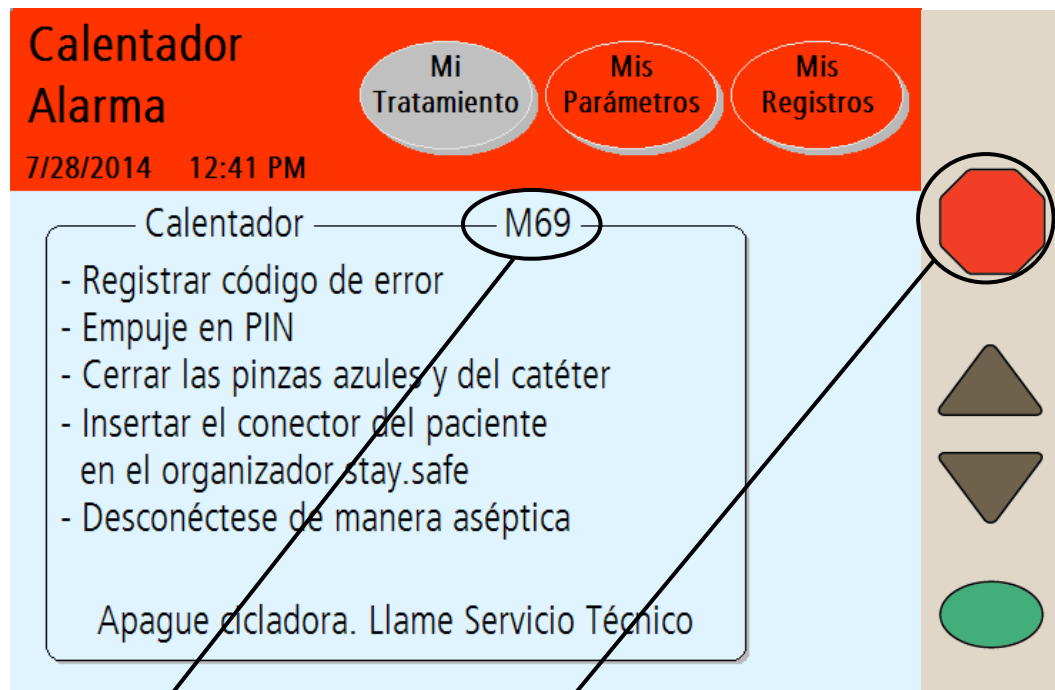 Calentador
Alarma
7/28/2014 12:41 PM
Mi
Tratamiento
Mis
Parámetros
Mis
Registros
Calentador M69
- Registrar código de error
- Empuje en PIN
- Cerrar las pinzas azules y del catéter
- Insertar el conector del paciente
en el organizador stay.safe
- Desconéctese de manera aséptica
Apague cicladora. Llame Servicio Técnico